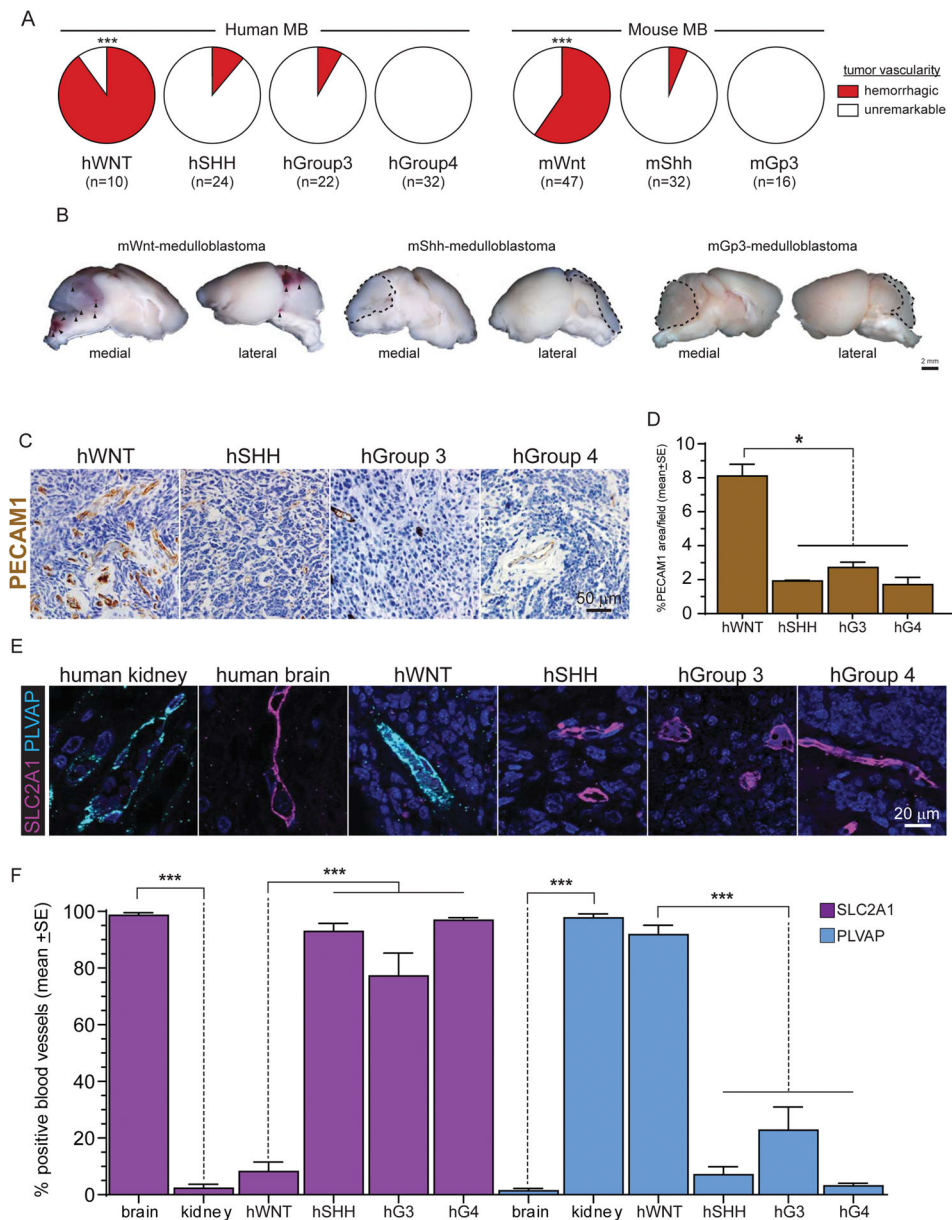 A
Human MB
Mouse MB
***
***
tumor vascularity
hemorrhagic
unremarkable
hWNT
hSHH
hGroup3
hGroup4
mWnt
mShh
mGp3
(n=10)
(n=24)
(n=22)
(n=32)
(n=47)
(n=32)
(n=16)
B
mWnt-medulloblastoma
mShh-medulloblastoma
mGp3-medulloblastoma
medial
lateral
medial
lateral
medial
lateral
2 mm
C
hWNT
hSHH
hGroup 3
hGroup 4
PECAM1
50 μm
D
%PECAM1 area/field (mean±SE)
10
8
6
4
2
0
*
hWNT
hSHH
hG3
hG4
E
human kidney
human brain
hWNT
hSHH
hGroup 3
hGroup 4
SLC2A1 PLVAP
20 μm
F
% positive blood vessels (mean ±SE)
100
80
60
40
20
0
***
***
***
***
SLC2A1
PLVAP
brain
kidney
hWNT
hSHH
hG3
hG4
brain
kidney
hWNT
hSHH
hG3
hG4